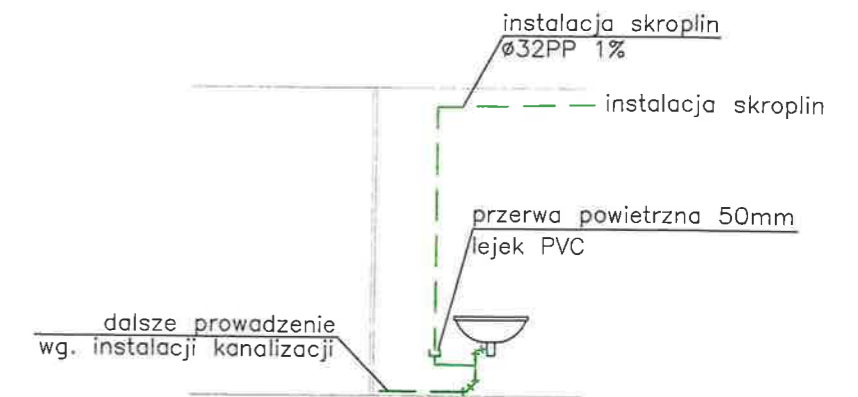 instalacja skroplin
ø32PP 1%
instalacja skroplin
przerwa powietrzna 50mm
lejek PVC
dalsze prowadzenie
wg. instalacji kanalizacji